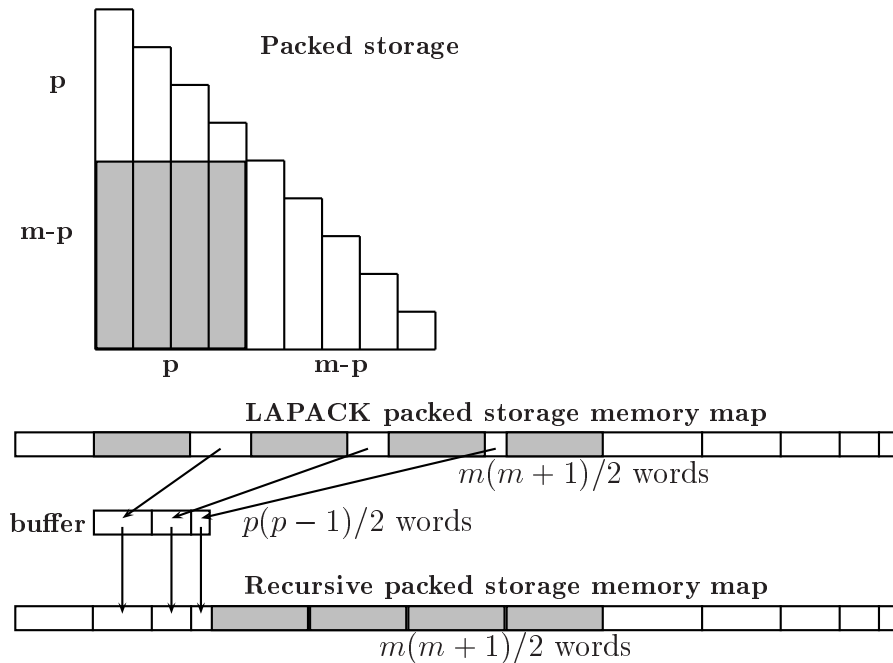 Packed storage
p
m-p
p
m-p
LAPACK packed storage memory map
m(m + 1)/2 words
buffer
p(p − 1)/2 words
Recursive packed storage memory map
m(m + 1)/2 words